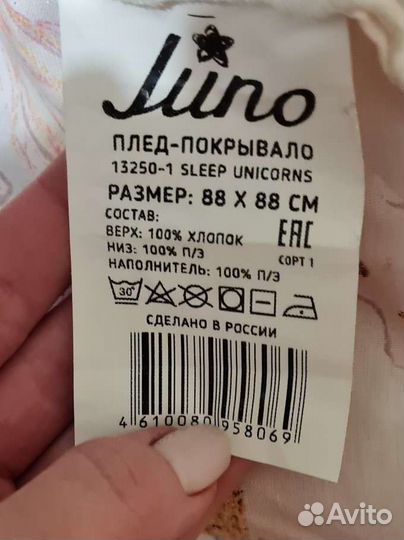 Juno
ПЛЕД-ПОКРЫВАЛО
13250-1 SLEEP UNICORNS
РАЗМЕР: 88 X 88 СМ
СОСТАВ:
ВЕРХ: 100% ХЛОПОК
НИЗ: 100% П/Э
НАПОЛНИТЕЛЬ: 100% П/Э
ЕАС
СОРТ 1
30°
СДЕЛАНО В РОССИИ
4 610080 958069
Avito